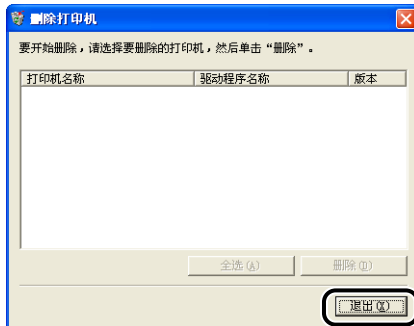 删除打印机
要开始删除，请选择要删除的打印机，然后单击“删除”。
打印机名称 驱动程序名称 版本
全选(A) 删除(D)
退出(X)